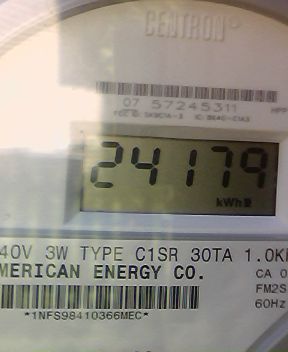 CENTRON®
07 57245311
24179
kWh
40V 3W TYPE C1SR 30TA 1.0K
MERICAN ENERGY CO.
CA 0
FM2S
60Hz
*1NFS98410366MEC*